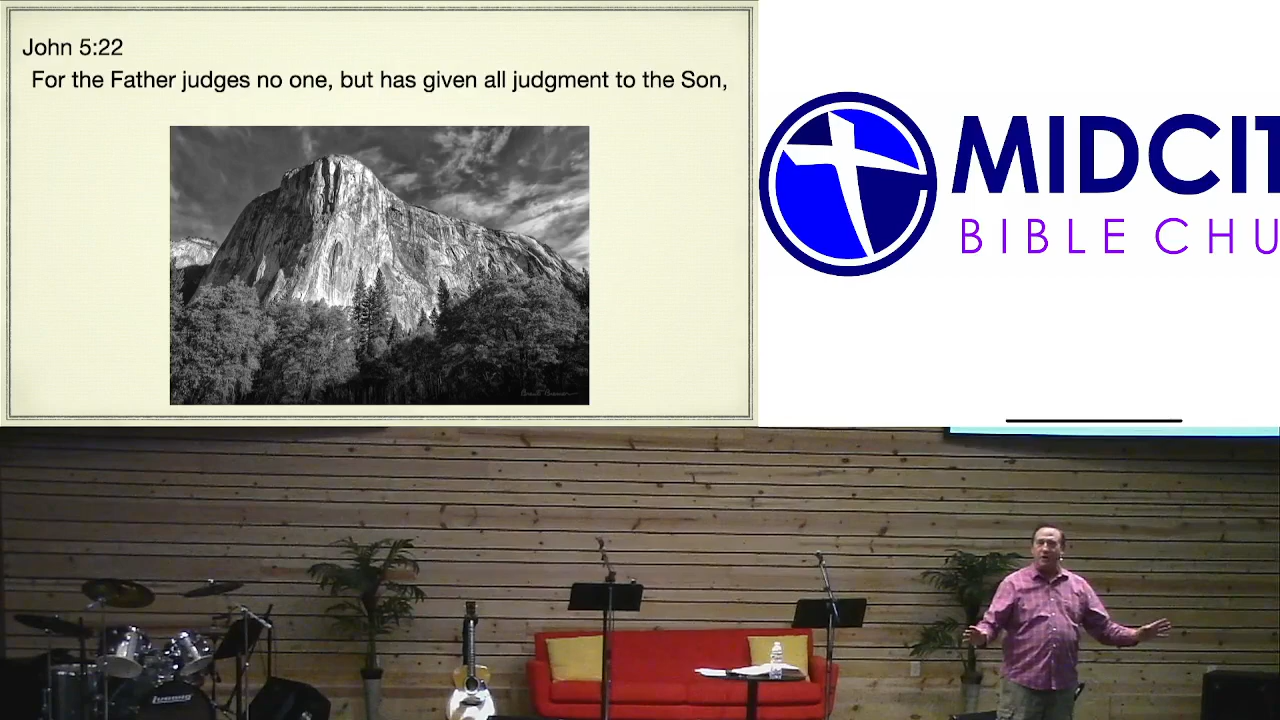 John 5:22
For the Father judges no one, but has given all judgment to the Son,
MIDCIT
BIBLE CHU
LUDWIG